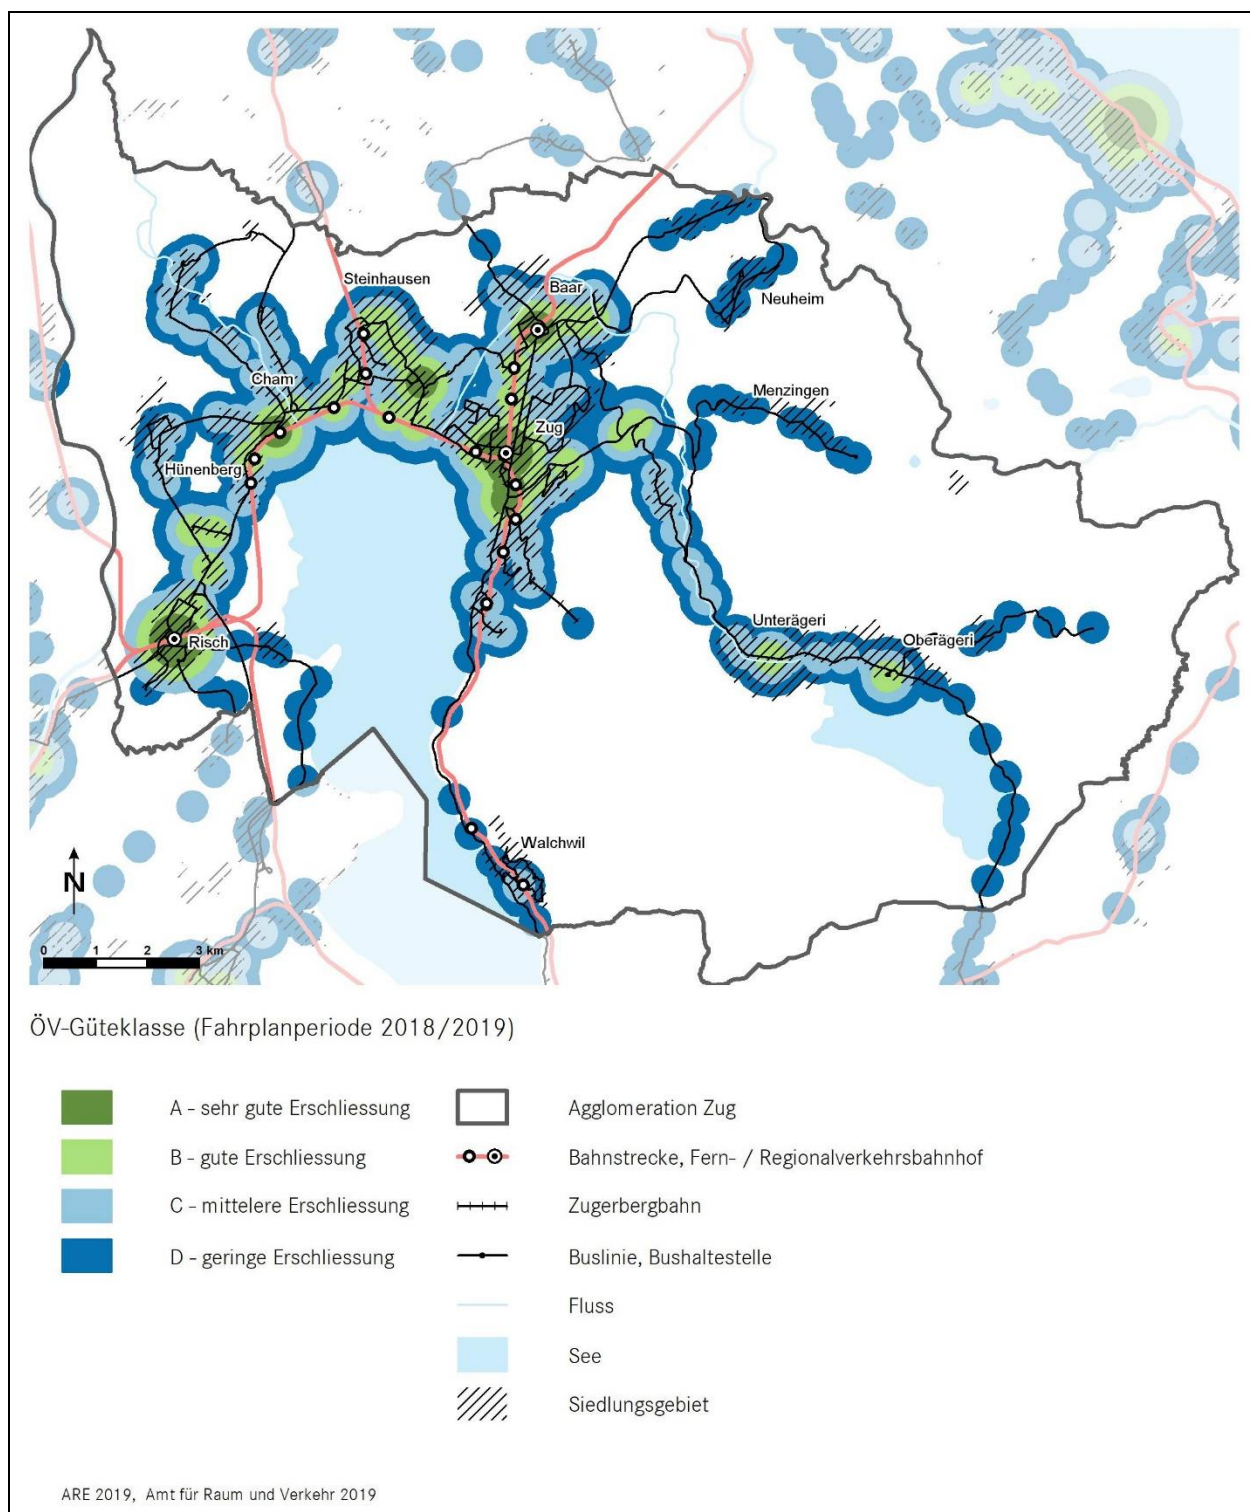 Steinhausen
Baar
Neuheim
Cham
Menzingen
Zug
Hünenberg
Unterägeri
Oberägeri
Risch
Walchwil
N
0 1 2 3 km
ÖV-Güteklasse (Fahrplanperiode 2018/2019)
A - sehr gute Erschliessung
B - gute Erschliessung
C - mittelere Erschliessung
D - geringe Erschliessung
Agglomeration Zug
Bahnstrecke, Fern- / Regionalverkehrsbahnhof
Zugerbergbahn
Buslinie, Bushaltestelle
Fluss
See
Siedlungsgebiet
ARE 2019, Amt für Raum und Verkehr 2019